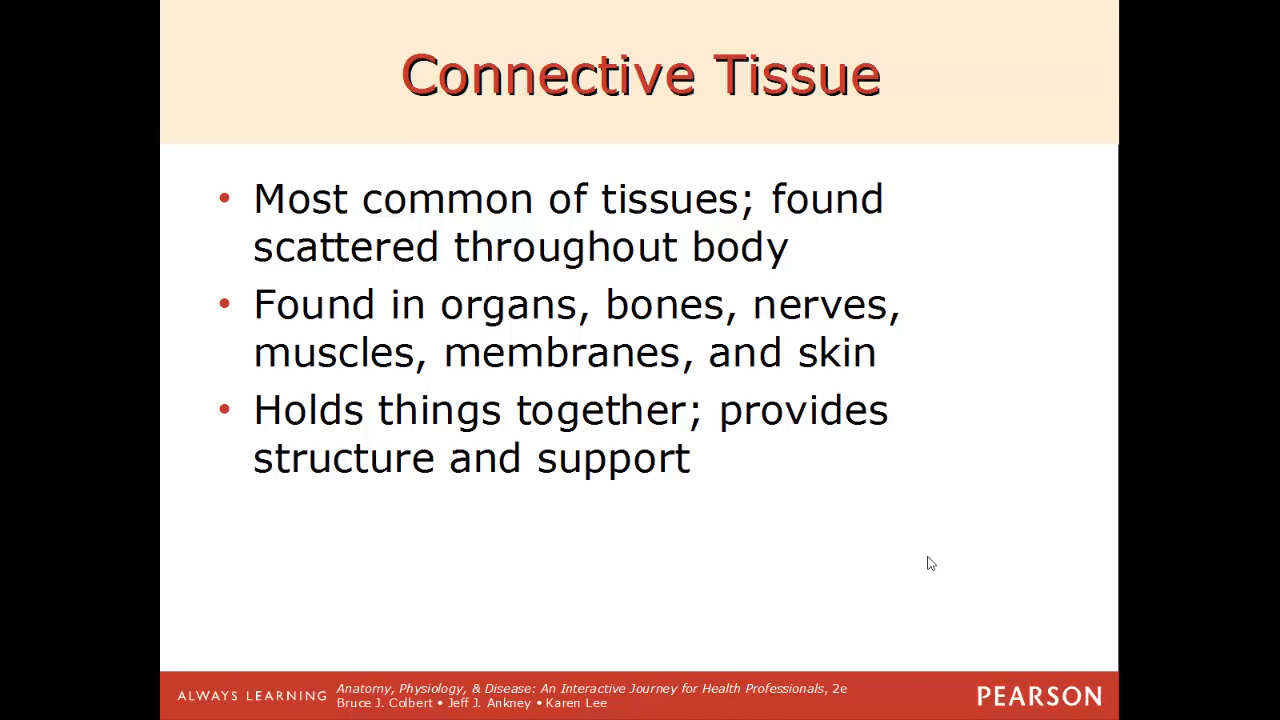 Connective Tissue
• Most common of tissues; found
scattered throughout body
• Found in organs, bones, nerves,
muscles, membranes, and skin
• Holds things together; provides
structure and support
ALWAYS LEARNING
Anatomy, Physiology, & Disease: An Interactive Journey for Health Professionals, 2e
Bruce J. Colbert • Jeff J. Ankney • Karen Lee
PEARSON